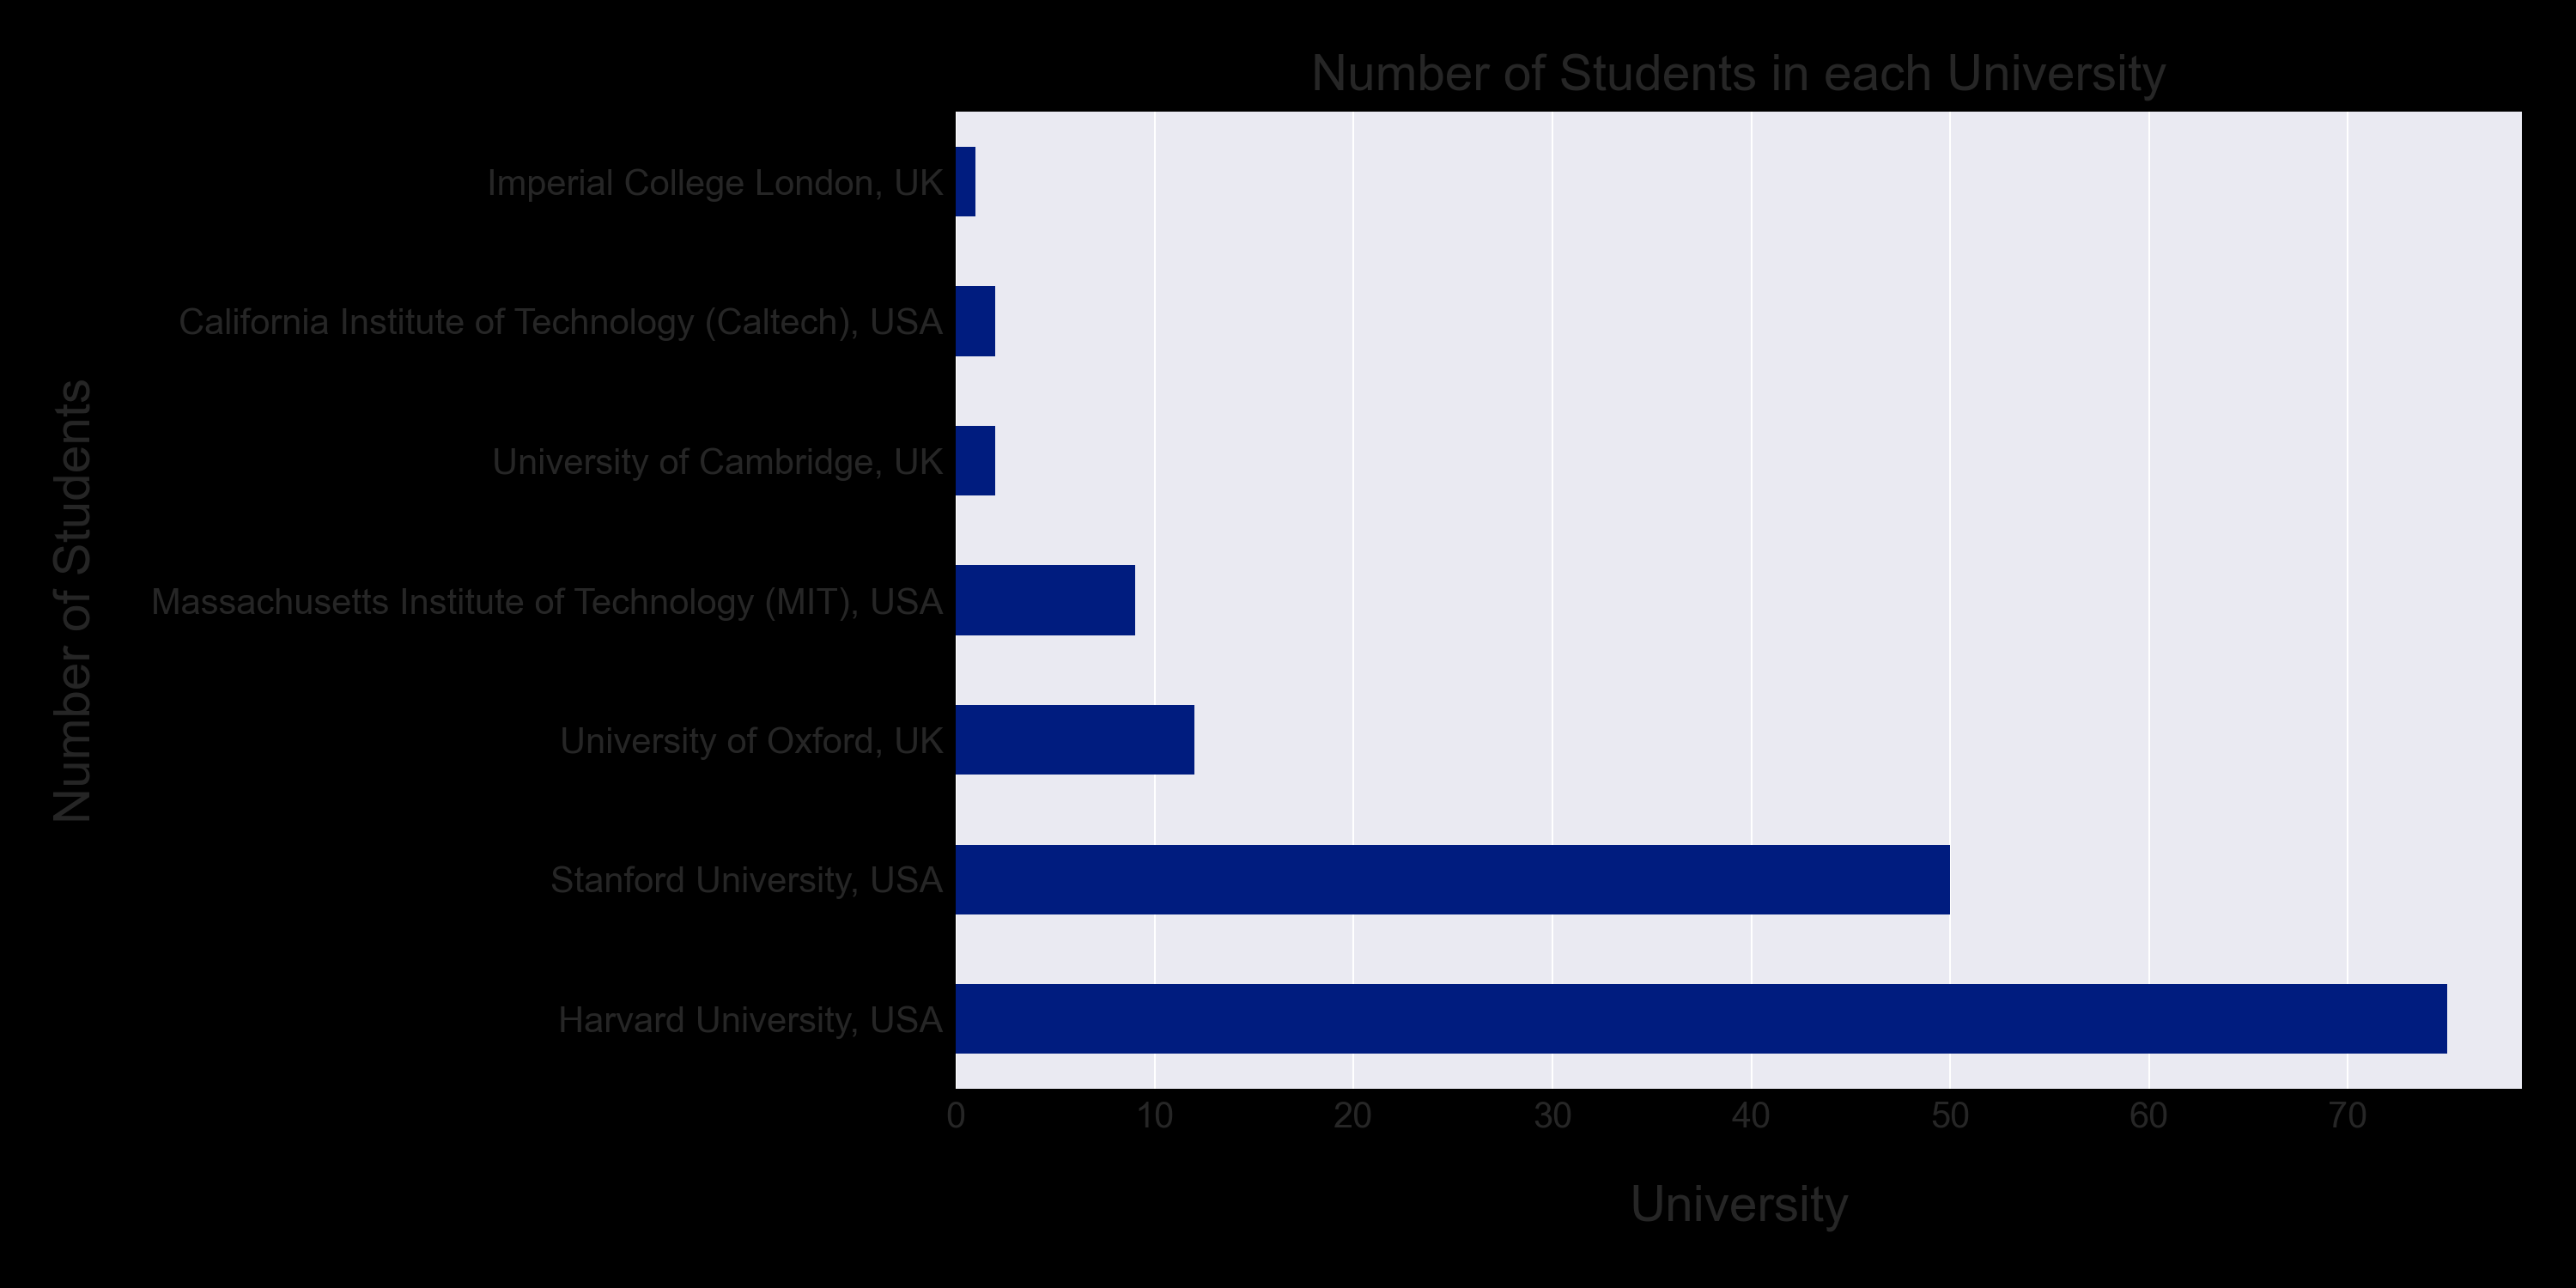 Number of Students in each University
Number of Students
Imperial College London, UK
California Institute of Technology (Caltech), USA
University of Cambridge, UK
Massachusetts Institute of Technology (MIT), USA
University of Oxford, UK
Stanford University, USA
Harvard University, USA
0 10 20 30 40 50 60 70
University